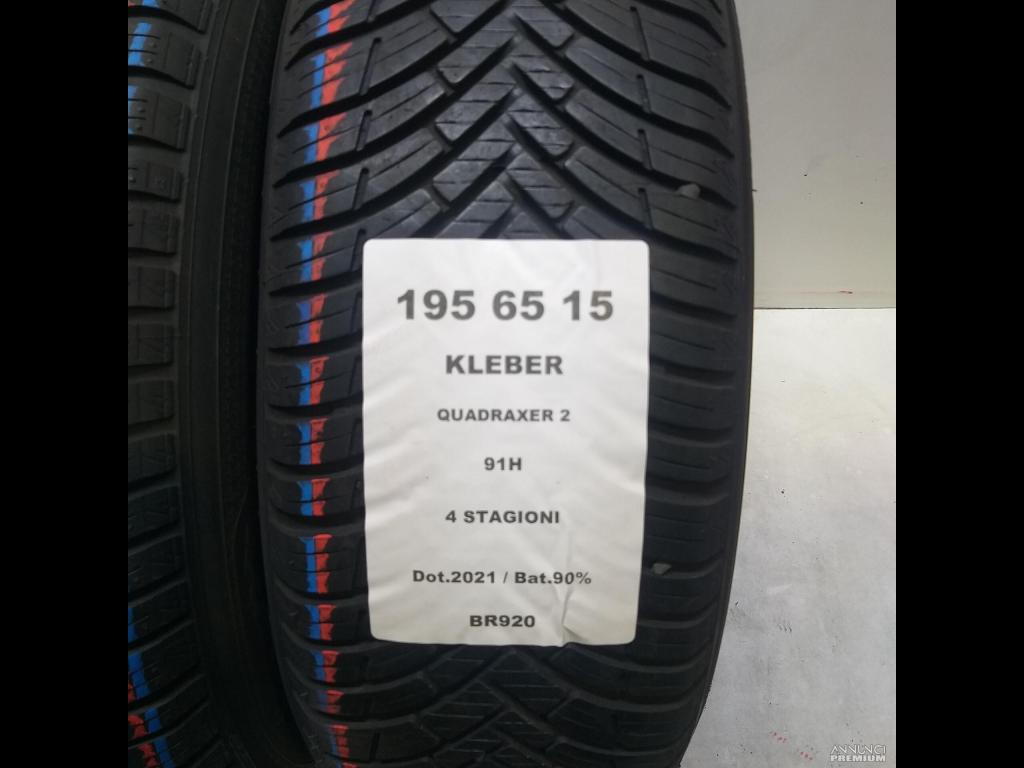 195 65 15
KLEBER
QUADRAXER 2
91H
4 STAGIONI
Dot.2021 / Bat.90%
BR920
ANNUNCI
PREMIUM